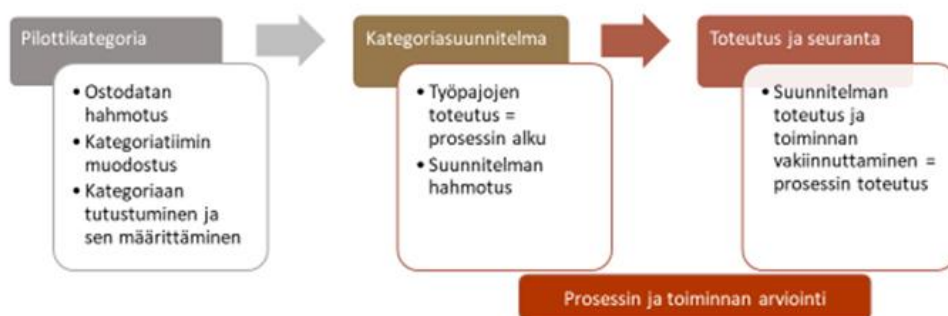 Pilottikategoria
• Ostodatan
hahmotus
• Kategoriatiimin
muodostus
• Kategoriaan
tutustuminen ja
sen määrittäminen
Kategoriasuunnitelma
• Työpajojen
toteutus =
prosessin alku
• Suunnitelman
hahmotus
Toteutus ja seuranta
• Suunnitelman
toteutus ja
toiminnan
vakiinnuttaminen =
prosessin toteutus
Prosessin ja toiminnan arviointi